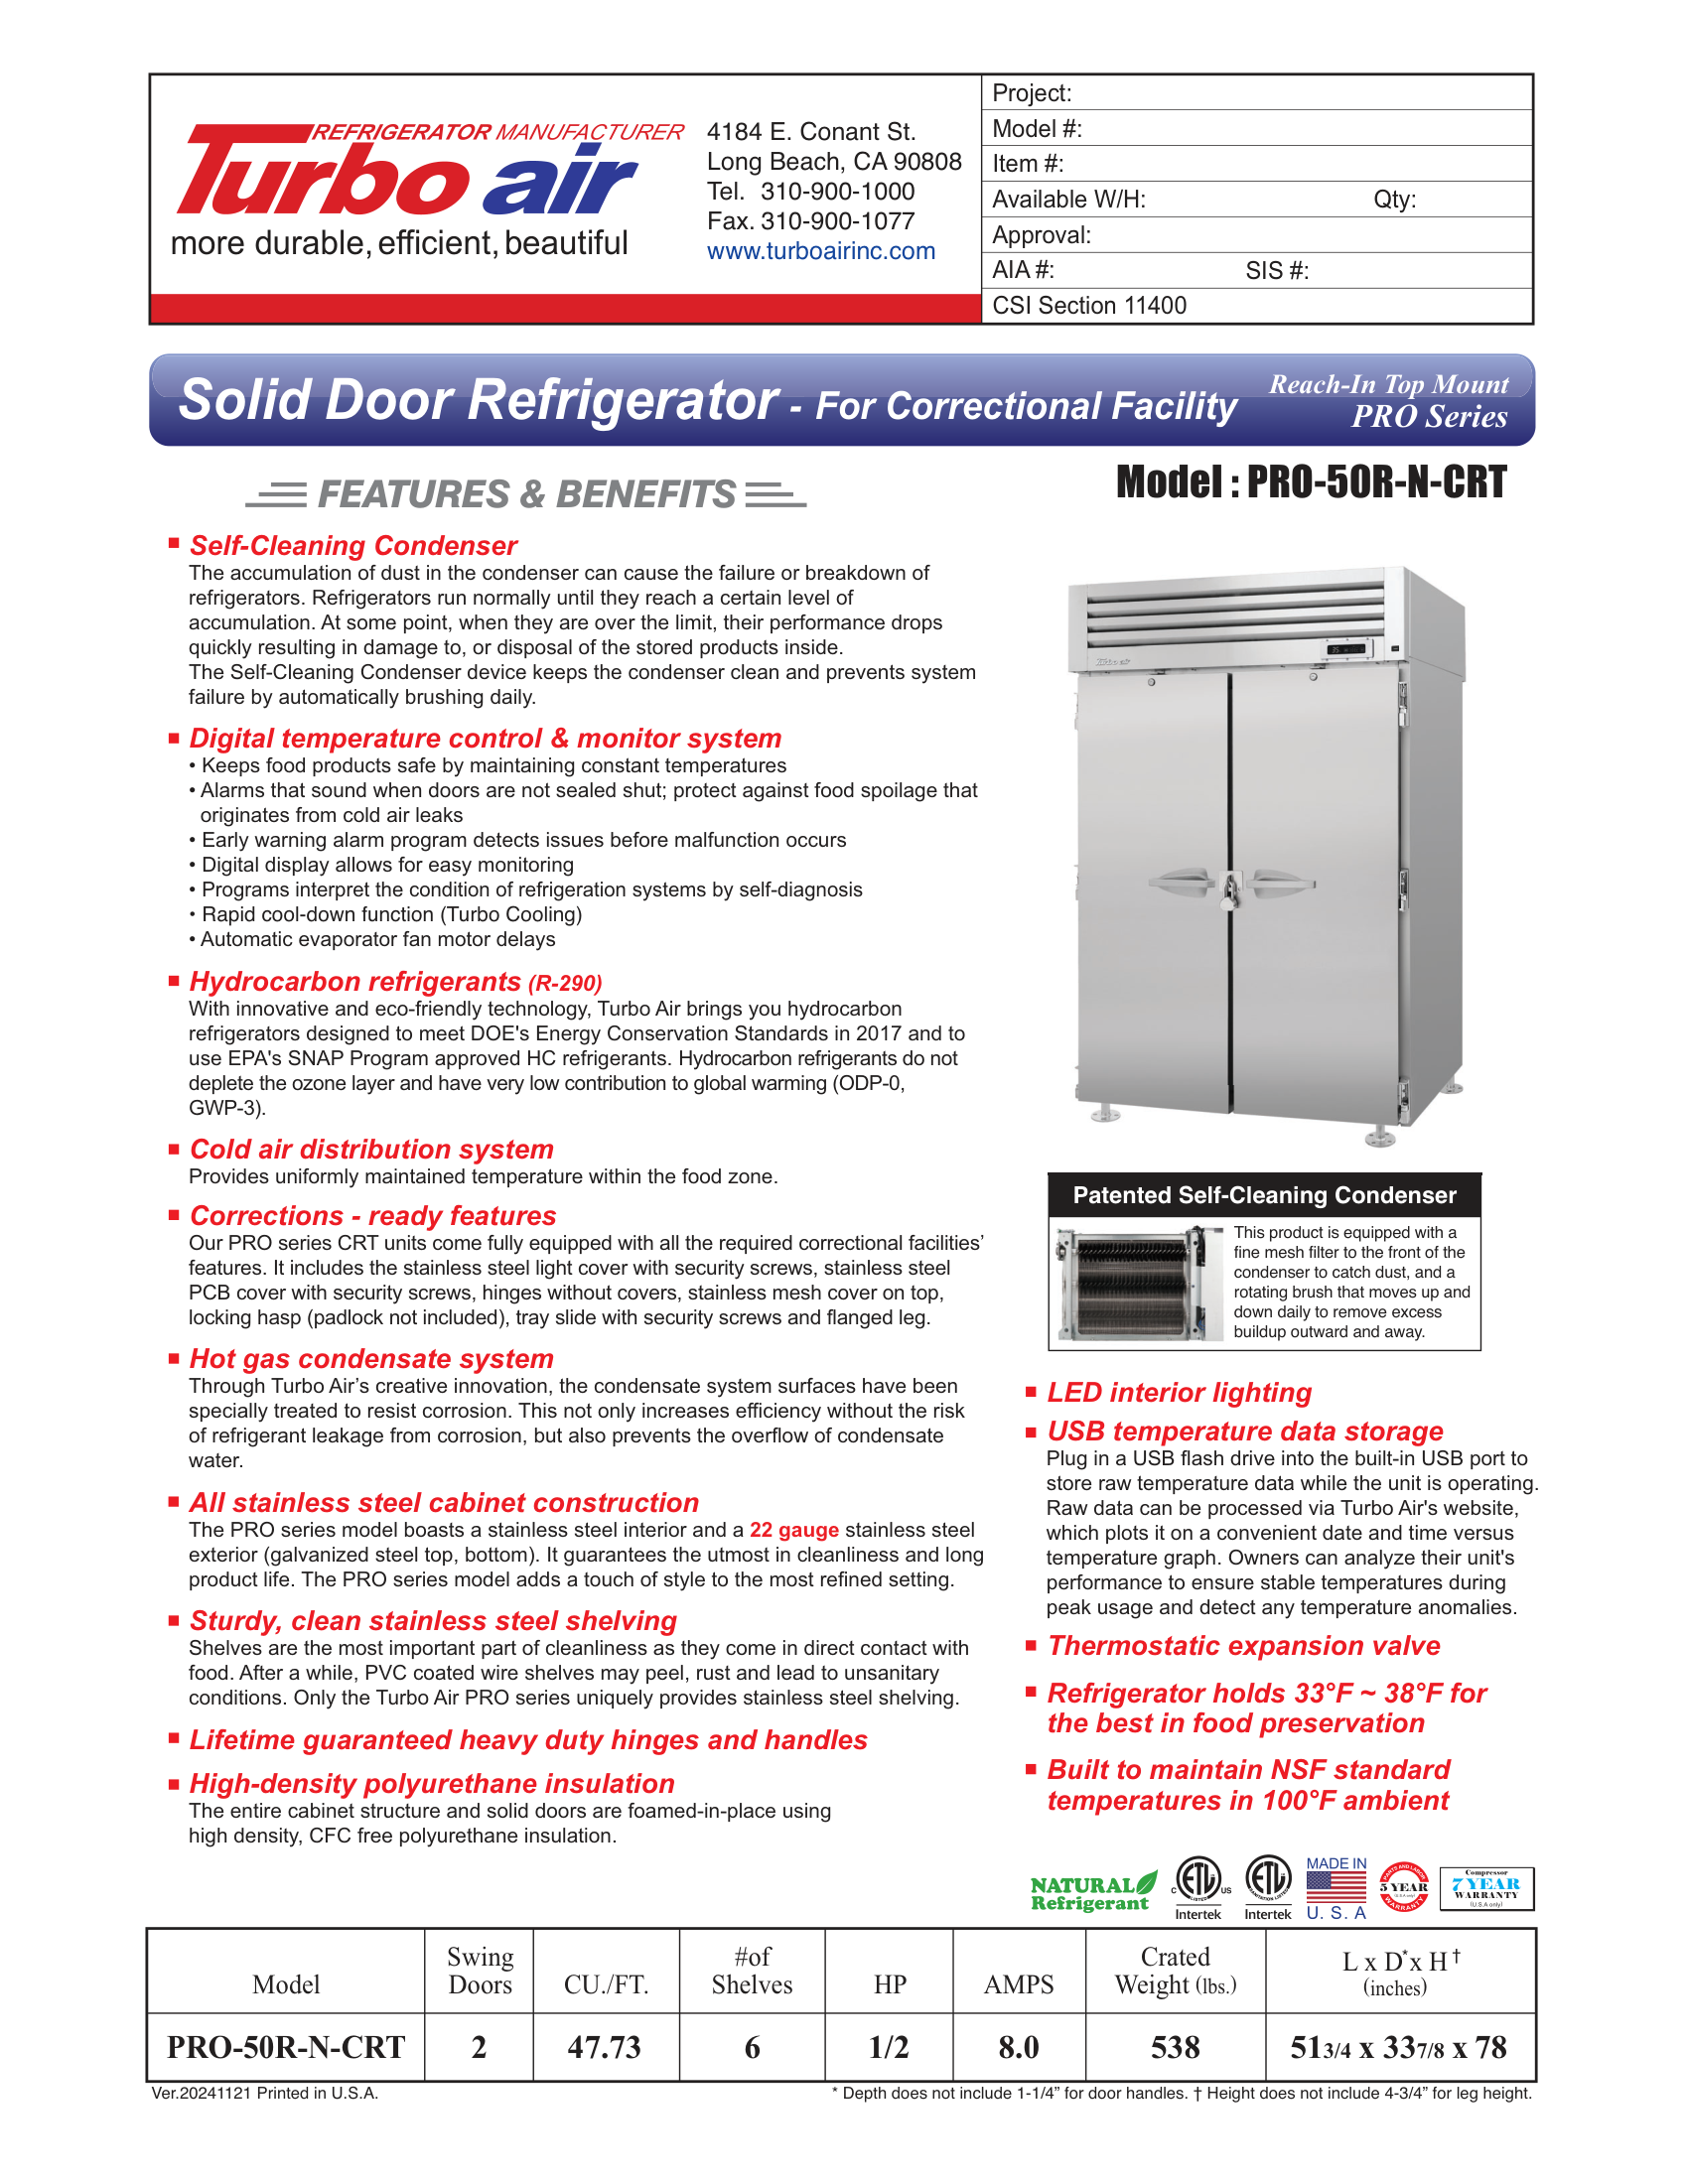 REFRIGERATOR MANUFACTURER
Turbo air
more durable, efficient, beautiful
4184 E. Conant St.
Long Beach, CA 90808
Tel. 310-900-1000
Fax. 310-900-1077
www.turboairinc.com
Project:
Model #:
Item #:
Available W/H: Qty:
Approval:
AIA #: SIS #:
CSI Section 11400
Solid Door Refrigerator - For Correctional Facility
Reach-In Top Mount
PRO Series
FEATURES & BENEFITS
Model : PRO-50R-N-CRT
Self-Cleaning Condenser
The accumulation of dust in the condenser can cause the failure or breakdown of
refrigerators. Refrigerators run normally until they reach a certain level of
accumulation. At some point, when they are over the limit, their performance drops
quickly resulting in damage to, or disposal of the stored products inside.
The Self-Cleaning Condenser device keeps the condenser clean and prevents system
failure by automatically brushing daily.
Digital temperature control & monitor system
• Keeps food products safe by maintaining constant temperatures
• Alarms that sound when doors are not sealed shut; protect against food spoilage that
originates from cold air leaks
• Early warning alarm program detects issues before malfunction occurs
• Digital display allows for easy monitoring
• Programs interpret the condition of refrigeration systems by self-diagnosis
• Rapid cool-down function (Turbo Cooling)
• Automatic evaporator fan motor delays
Hydrocarbon refrigerants (R-290)
With innovative and eco-friendly technology, Turbo Air brings you hydrocarbon
refrigerators designed to meet DOE's Energy Conservation Standards in 2017 and to
use EPA's SNAP Program approved HC refrigerants. Hydrocarbon refrigerants do not
deplete the ozone layer and have very low contribution to global warming (ODP-0,
GWP-3).
Cold air distribution system
Provides uniformly maintained temperature within the food zone.
Corrections - ready features
Our PRO series CRT units come fully equipped with all the required correctional facilities’
features. It includes the stainless steel light cover with security screws, stainless steel
PCB cover with security screws, hinges without covers, stainless mesh cover on top,
locking hasp (padlock not included), tray slide with security screws and flanged leg.
Hot gas condensate system
Through Turbo Air’s creative innovation, the condensate system surfaces have been
specially treated to resist corrosion. This not only increases efficiency without the risk
of refrigerant leakage from corrosion, but also prevents the overflow of condensate
water.
All stainless steel cabinet construction
The PRO series model boasts a stainless steel interior and a 22 gauge stainless steel
exterior (galvanized steel top, bottom). It guarantees the utmost in cleanliness and long
product life. The PRO series model adds a touch of style to the most refined setting.
Sturdy, clean stainless steel shelving
Shelves are the most important part of cleanliness as they come in direct contact with
food. After a while, PVC coated wire shelves may peel, rust and lead to unsanitary
conditions. Only the Turbo Air PRO series uniquely provides stainless steel shelving.
Lifetime guaranteed heavy duty hinges and handles
High-density polyurethane insulation
The entire cabinet structure and solid doors are foamed-in-place using
high density, CFC free polyurethane insulation.
Turbo air
35
Patented Self-Cleaning Condenser
This product is equipped with a
fine mesh filter to the front of the
condenser to catch dust, and a
rotating brush that moves up and
down daily to remove excess
buildup outward and away.
LED interior lighting
USB temperature data storage
Plug in a USB flash drive into the built-in USB port to
store raw temperature data while the unit is operating.
Raw data can be processed via Turbo Air's website,
which plots it on a convenient date and time versus
temperature graph. Owners can analyze their unit's
performance to ensure stable temperatures during
peak usage and detect any temperature anomalies.
Thermostatic expansion valve
Refrigerator holds 33°F ~ 38°F for
the best in food preservation
Built to maintain NSF standard
temperatures in 100°F ambient
NATURAL
Refrigerant
C ETL US
LISTED
Intertek
ETL
SANITATION LISTED
Intertek
MADE IN
U. S. A
PARTS AND LABOR
5 YEAR
(U.S.A only)
WARRANTY
Compressor
7 YEAR
WARRANTY
(U.S.A only)
Model Swing Doors CU./FT. #of Shelves HP AMPS Crated Weight (lbs.) L x D* x H† (inches)
PRO-50R-N-CRT 2 47.73 6 1/2 8.0 538 51 3/4 x 33 7/8 x 78
Ver.20241121 Printed in U.S.A.
* Depth does not include 1-1/4” for door handles. † Height does not include 4-3/4” for leg height.